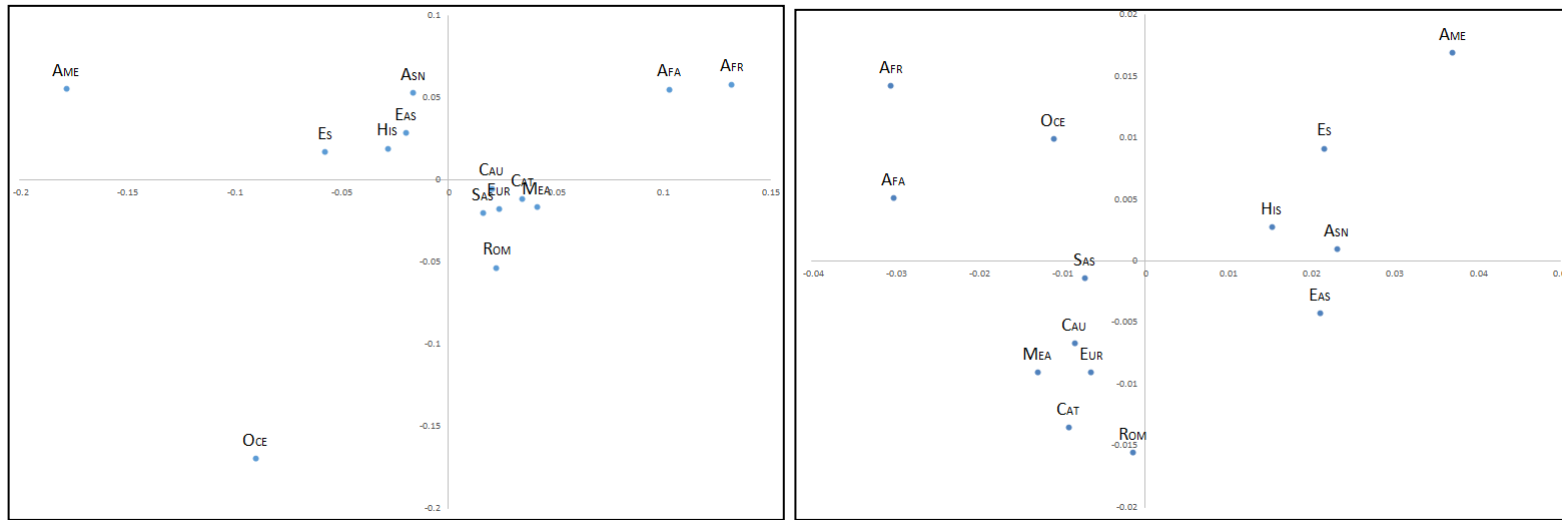 0.1
AME
ASN
AFA
AFR
0.05
EAS
ES
HIS
CAU
0
CAT
-0.2
-0.15
-0.1
-0.05
0
0.05
0.1
0.15
SAS
EUR
MEA
ROM
-0.05
-0.1
-0.15
OCE
-0.2
0.02
AME
0.015
AFR
OCE
0.01
ES
AFA
0.005
HIS
ASN
SAS
0
-0.04
-0.03
-0.02
-0.01
0
0.01
0.02
0.03
0.04
EAS
-0.005
CAU
MEA
EUR
-0.01
CAT
ROM
-0.015
-0.02